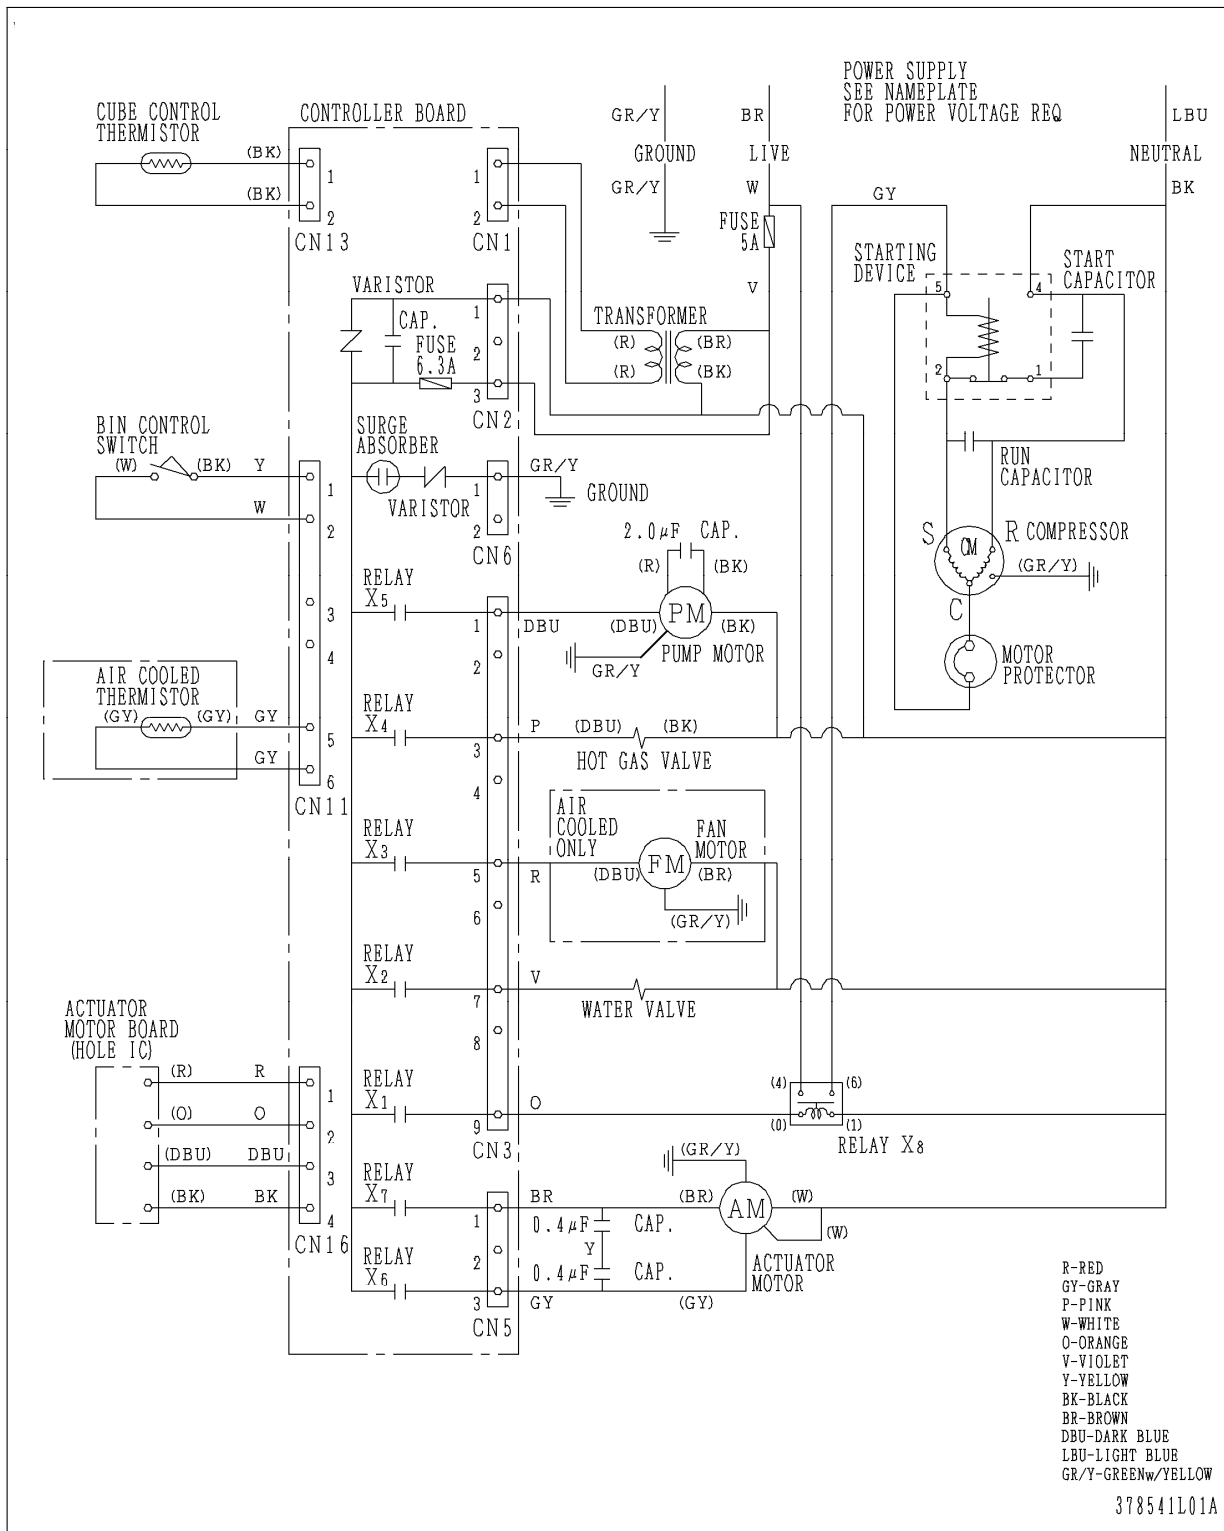 POWER SUPPLY
SEE NAMEPLATE
FOR POWER VOLTAGE REQ
CUBE CONTROL
THERMISTOR
CONTROLLER BOARD
GR/Y
BR
LBU
GROUND
LIVE
NEUTRAL
(BK)
1
1
GR/Y
W
GY
BK
(BK)
2
2
CN13
CN1
FUSE
5A
STARTING
DEVICE
START
CAPACITOR
VARISTOR
V
5
4
1
CAP.
TRANSFORMER
FUSE
6.3A
(R)
(BR)
2
(R)
(BK)
2
1
3
CN2
BIN CONTROL
SWITCH
SURGE
ABSORBER
(W)
(BK)
Y
GR/Y
RUN
CAPACITOR
1
1
GROUND
W
VARISTOR
2
2
CN6
2.0µF CAP.
S
R
COMPRESSOR
CM
(R)
(BK)
(GR/Y)
RELAY
X5
C
3
1
DBU
(DBU)
PM
(BK)
4
2
GR/Y
PUMP MOTOR
MOTOR
PROTECTOR
AIR COOLED
THERMISTOR
(GY)
(GY)
GY
RELAY
X4
P
(DBU)
(BK)
5
3
GY
HOT GAS VALVE
6
4
CN11
AIR
COOLED
ONLY
RELAY
X3
FAN
MOTOR
FM
5
R
(DBU)
(BR)
6
(GR/Y)
RELAY
X2
V
7
WATER VALVE
ACTUATOR
MOTOR BOARD
(HOLE IC)
8
(R)
R
RELAY
X1
(4)
(6)
1
O
(O)
O
9
(0)
(1)
2
CN3
RELAY X8
(DBU)
DBU
(GR/Y)
3
RELAY
X7
(BK)
BK
BR
(BR)
AM
(W)
4
1
0.4µF
CAP.
(W)
CN16
Y
RELAY
X6
2
0.4µF
CAP.
ACTUATOR
MOTOR
3
GY
(GY)
CN5
R-RED
GY-GRAY
P-PINK
W-WHITE
O-ORANGE
V-VIOLET
Y-YELLOW
BK-BLACK
BR-BROWN
DBU-DARK BLUE
LBU-LIGHT BLUE
GR/Y-GREENw/YELLOW
378541L01A